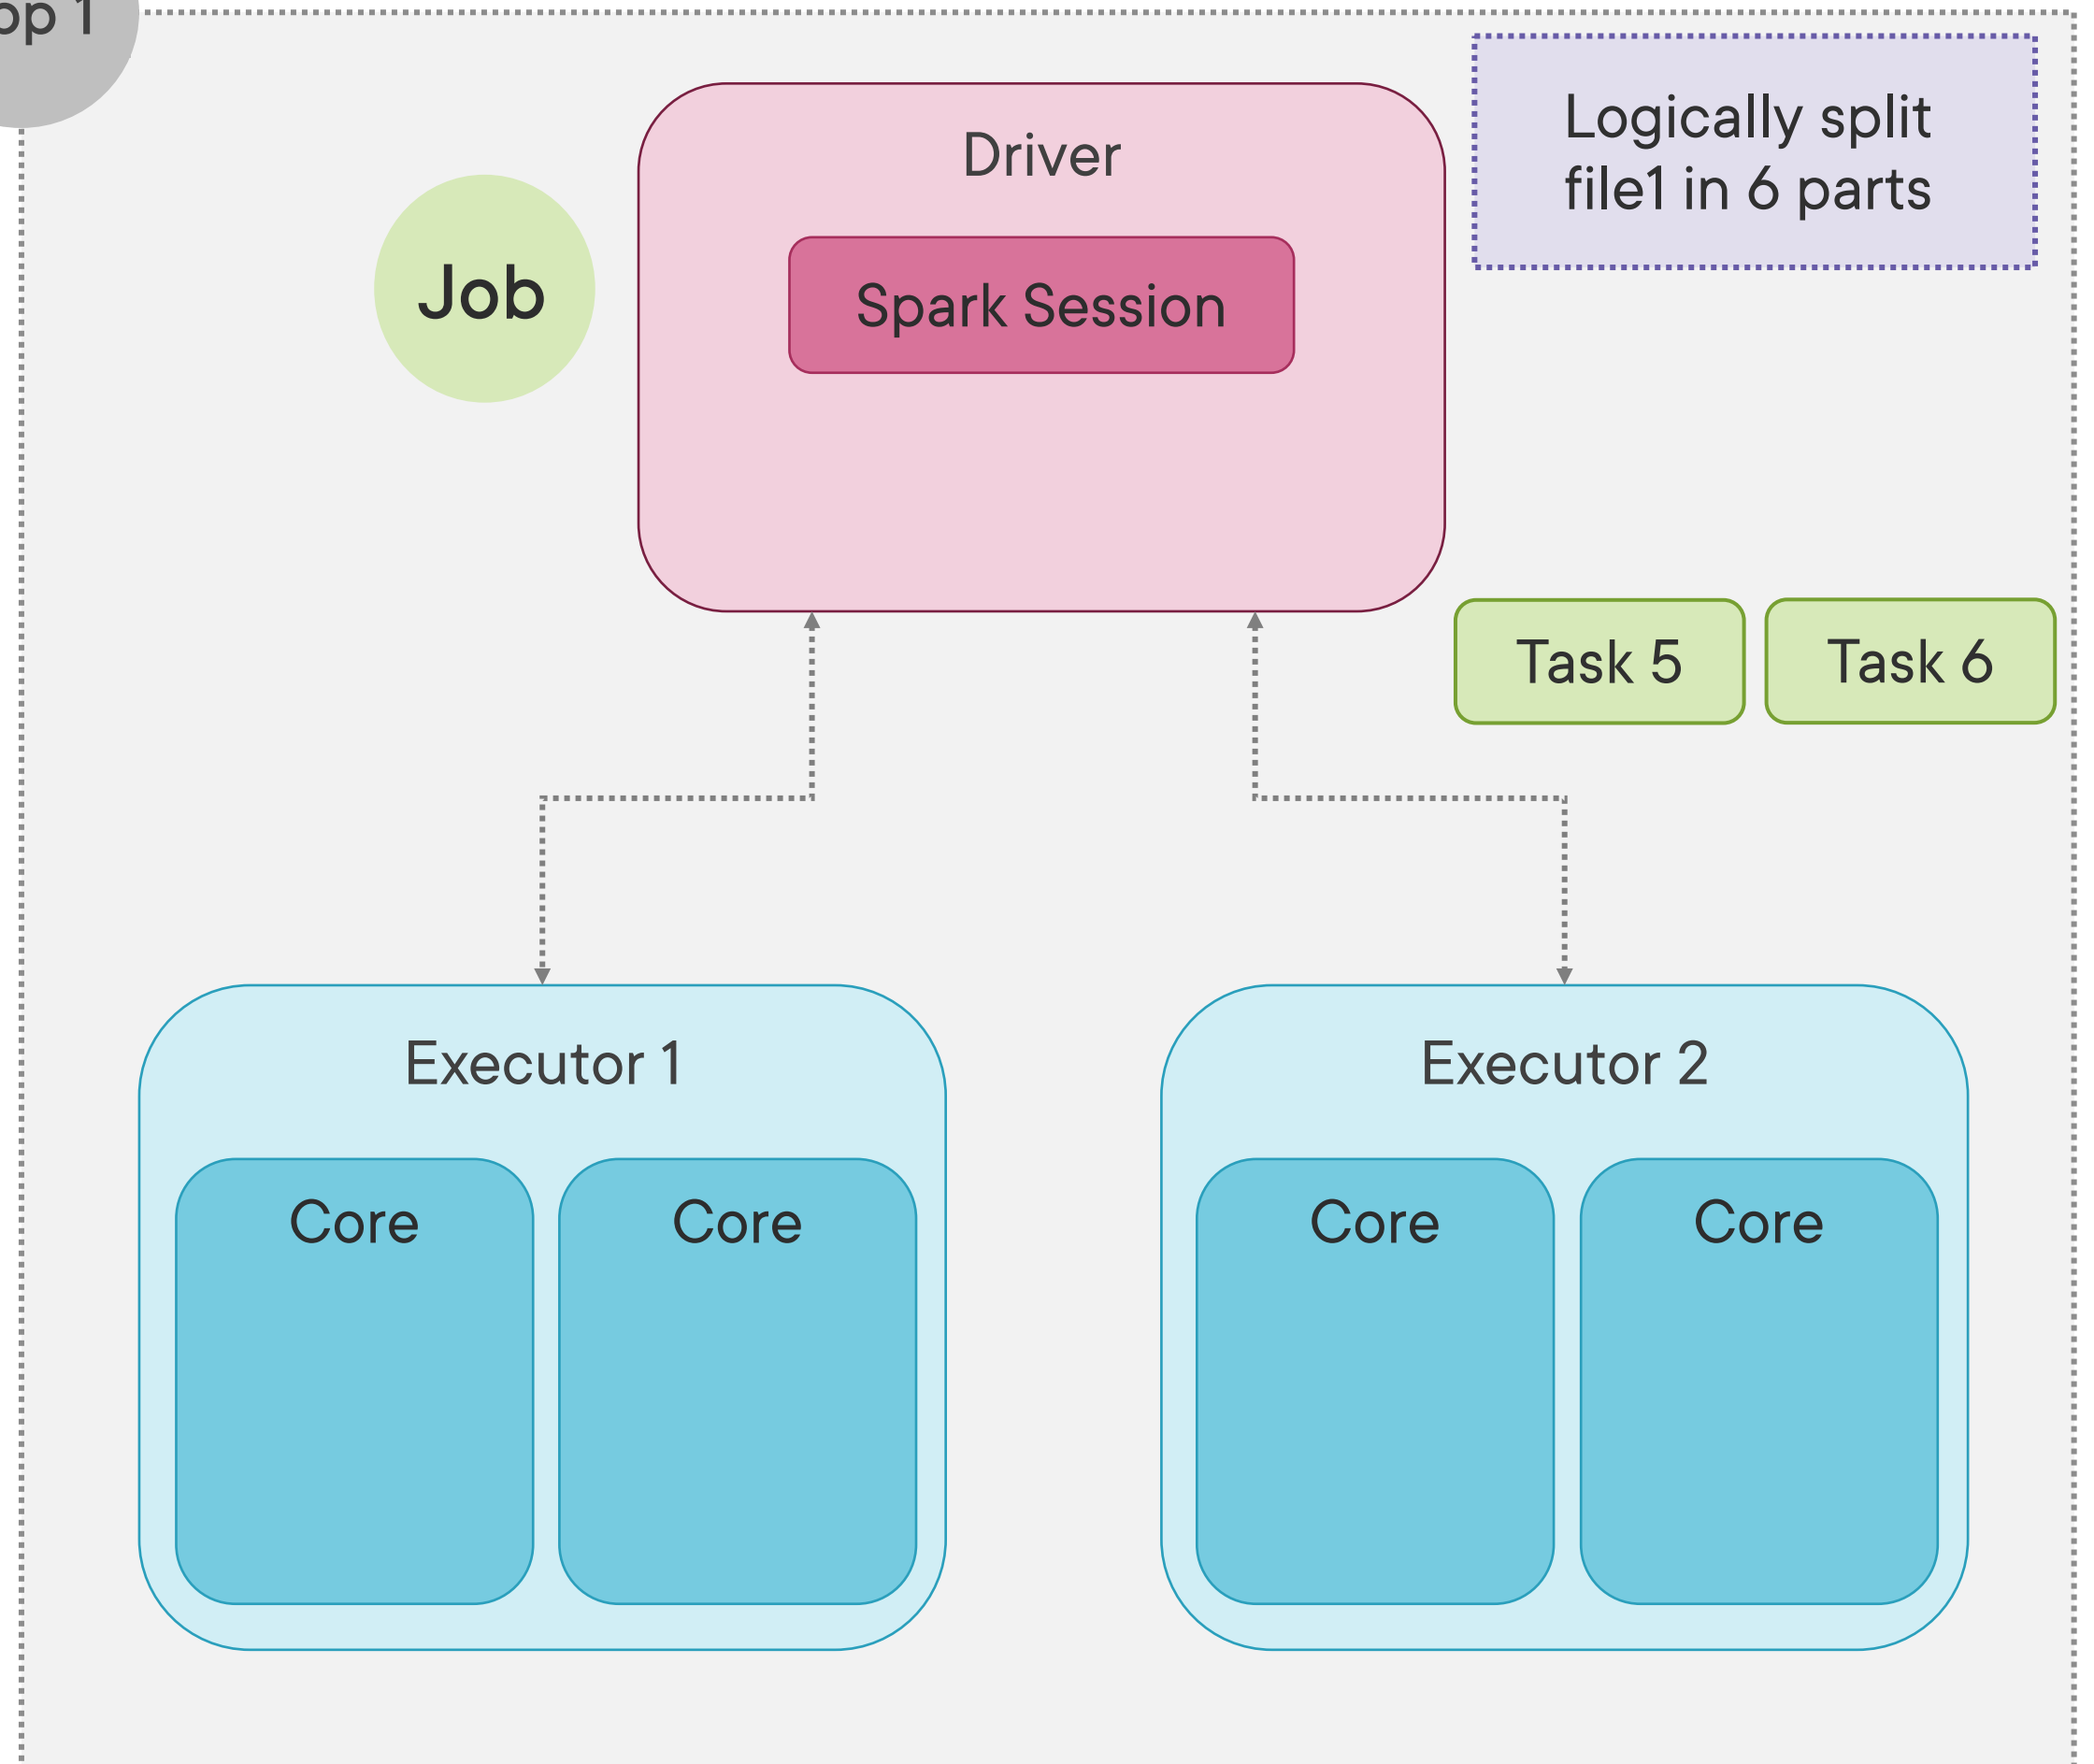 1
Driver
Logically split
file1 in 6 parts
Job
Spark Session
Task 5
Task 6
Executor 1
Executor 2
Core
Core
Core
Core